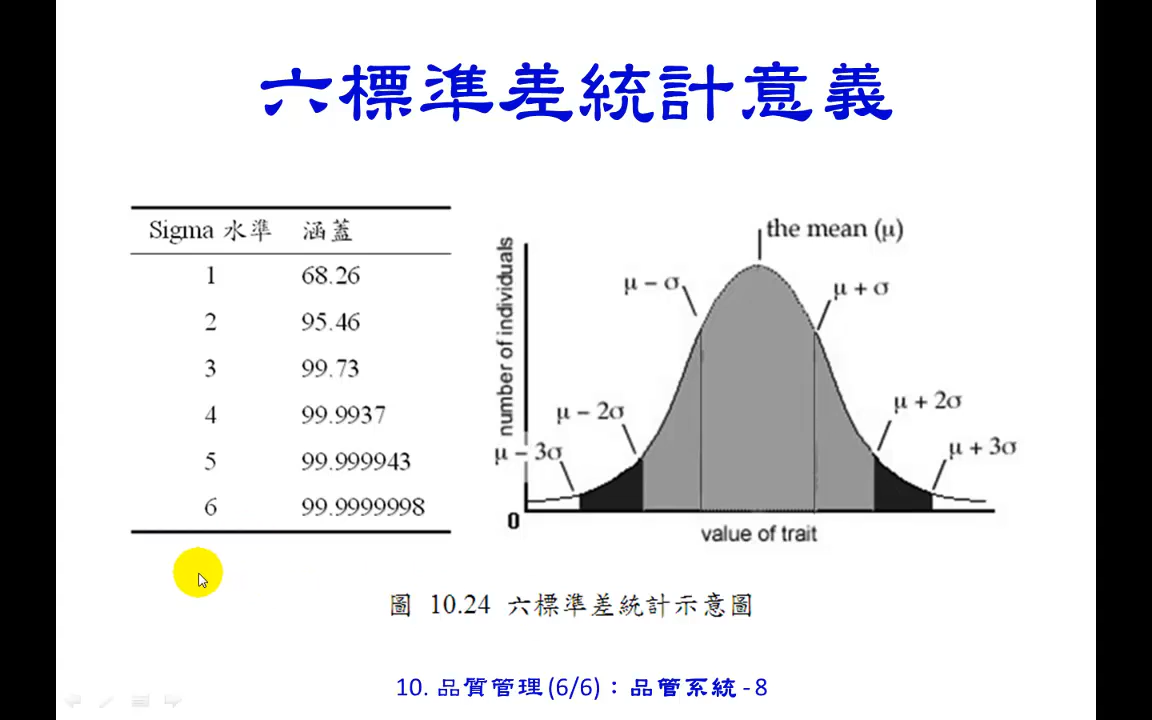 六標準差統計意義
Sigma 水準 涵蓋
1 68.26
2 95.46
3 99.73
4 99.9937
5 99.999943
6 99.9999998
the mean (μ)
μ − σ
μ + σ
μ − 2σ
μ + 2σ
μ − 3σ
μ + 3σ
number of individuals
0
value of trait
圖 10.24 六標準差統計示意圖
10. 品質管理(6/6)：品管系統 - 8